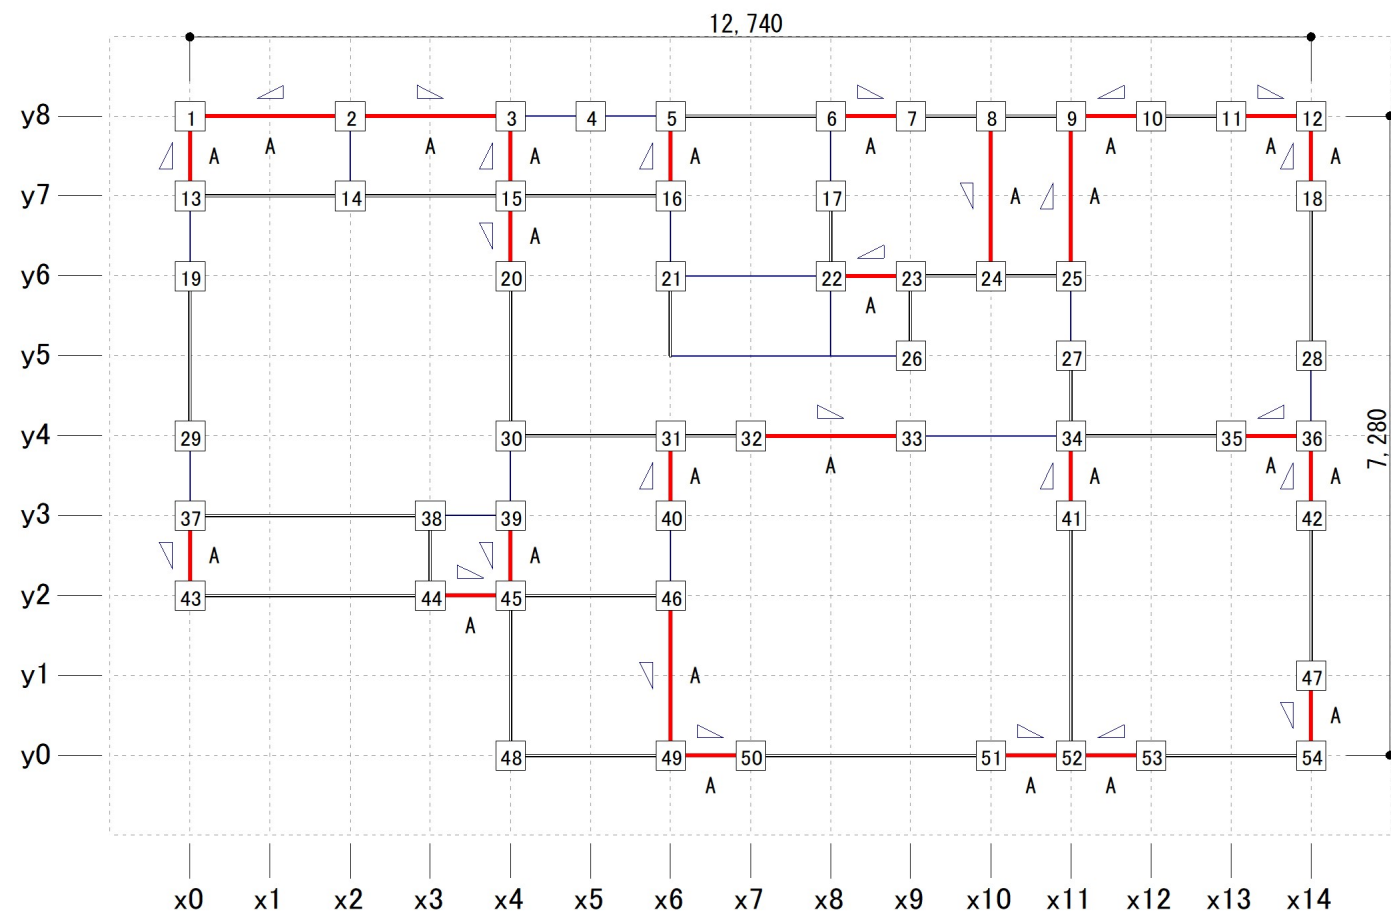 12,740
y8 1 2 3 4 5 6 7 8 9 10 11 12
A A A A A A A A A A
y7 13 14 15 16 17 A A 18
A
y6 19 20 21 22 23 24 25
A
y5 26 27 28
y4 29 30 31 32 33 34 35 36
7,280
A A A A A
y3 37 38 39 40 41 42
A A
y2 43 44 45 46
A
y1 A 47
A
y0 48 49 50 51 52 53 54
A A A
x0 x1 x2 x3 x4 x5 x6 x7 x8 x9 x10 x11 x12 x13 x14